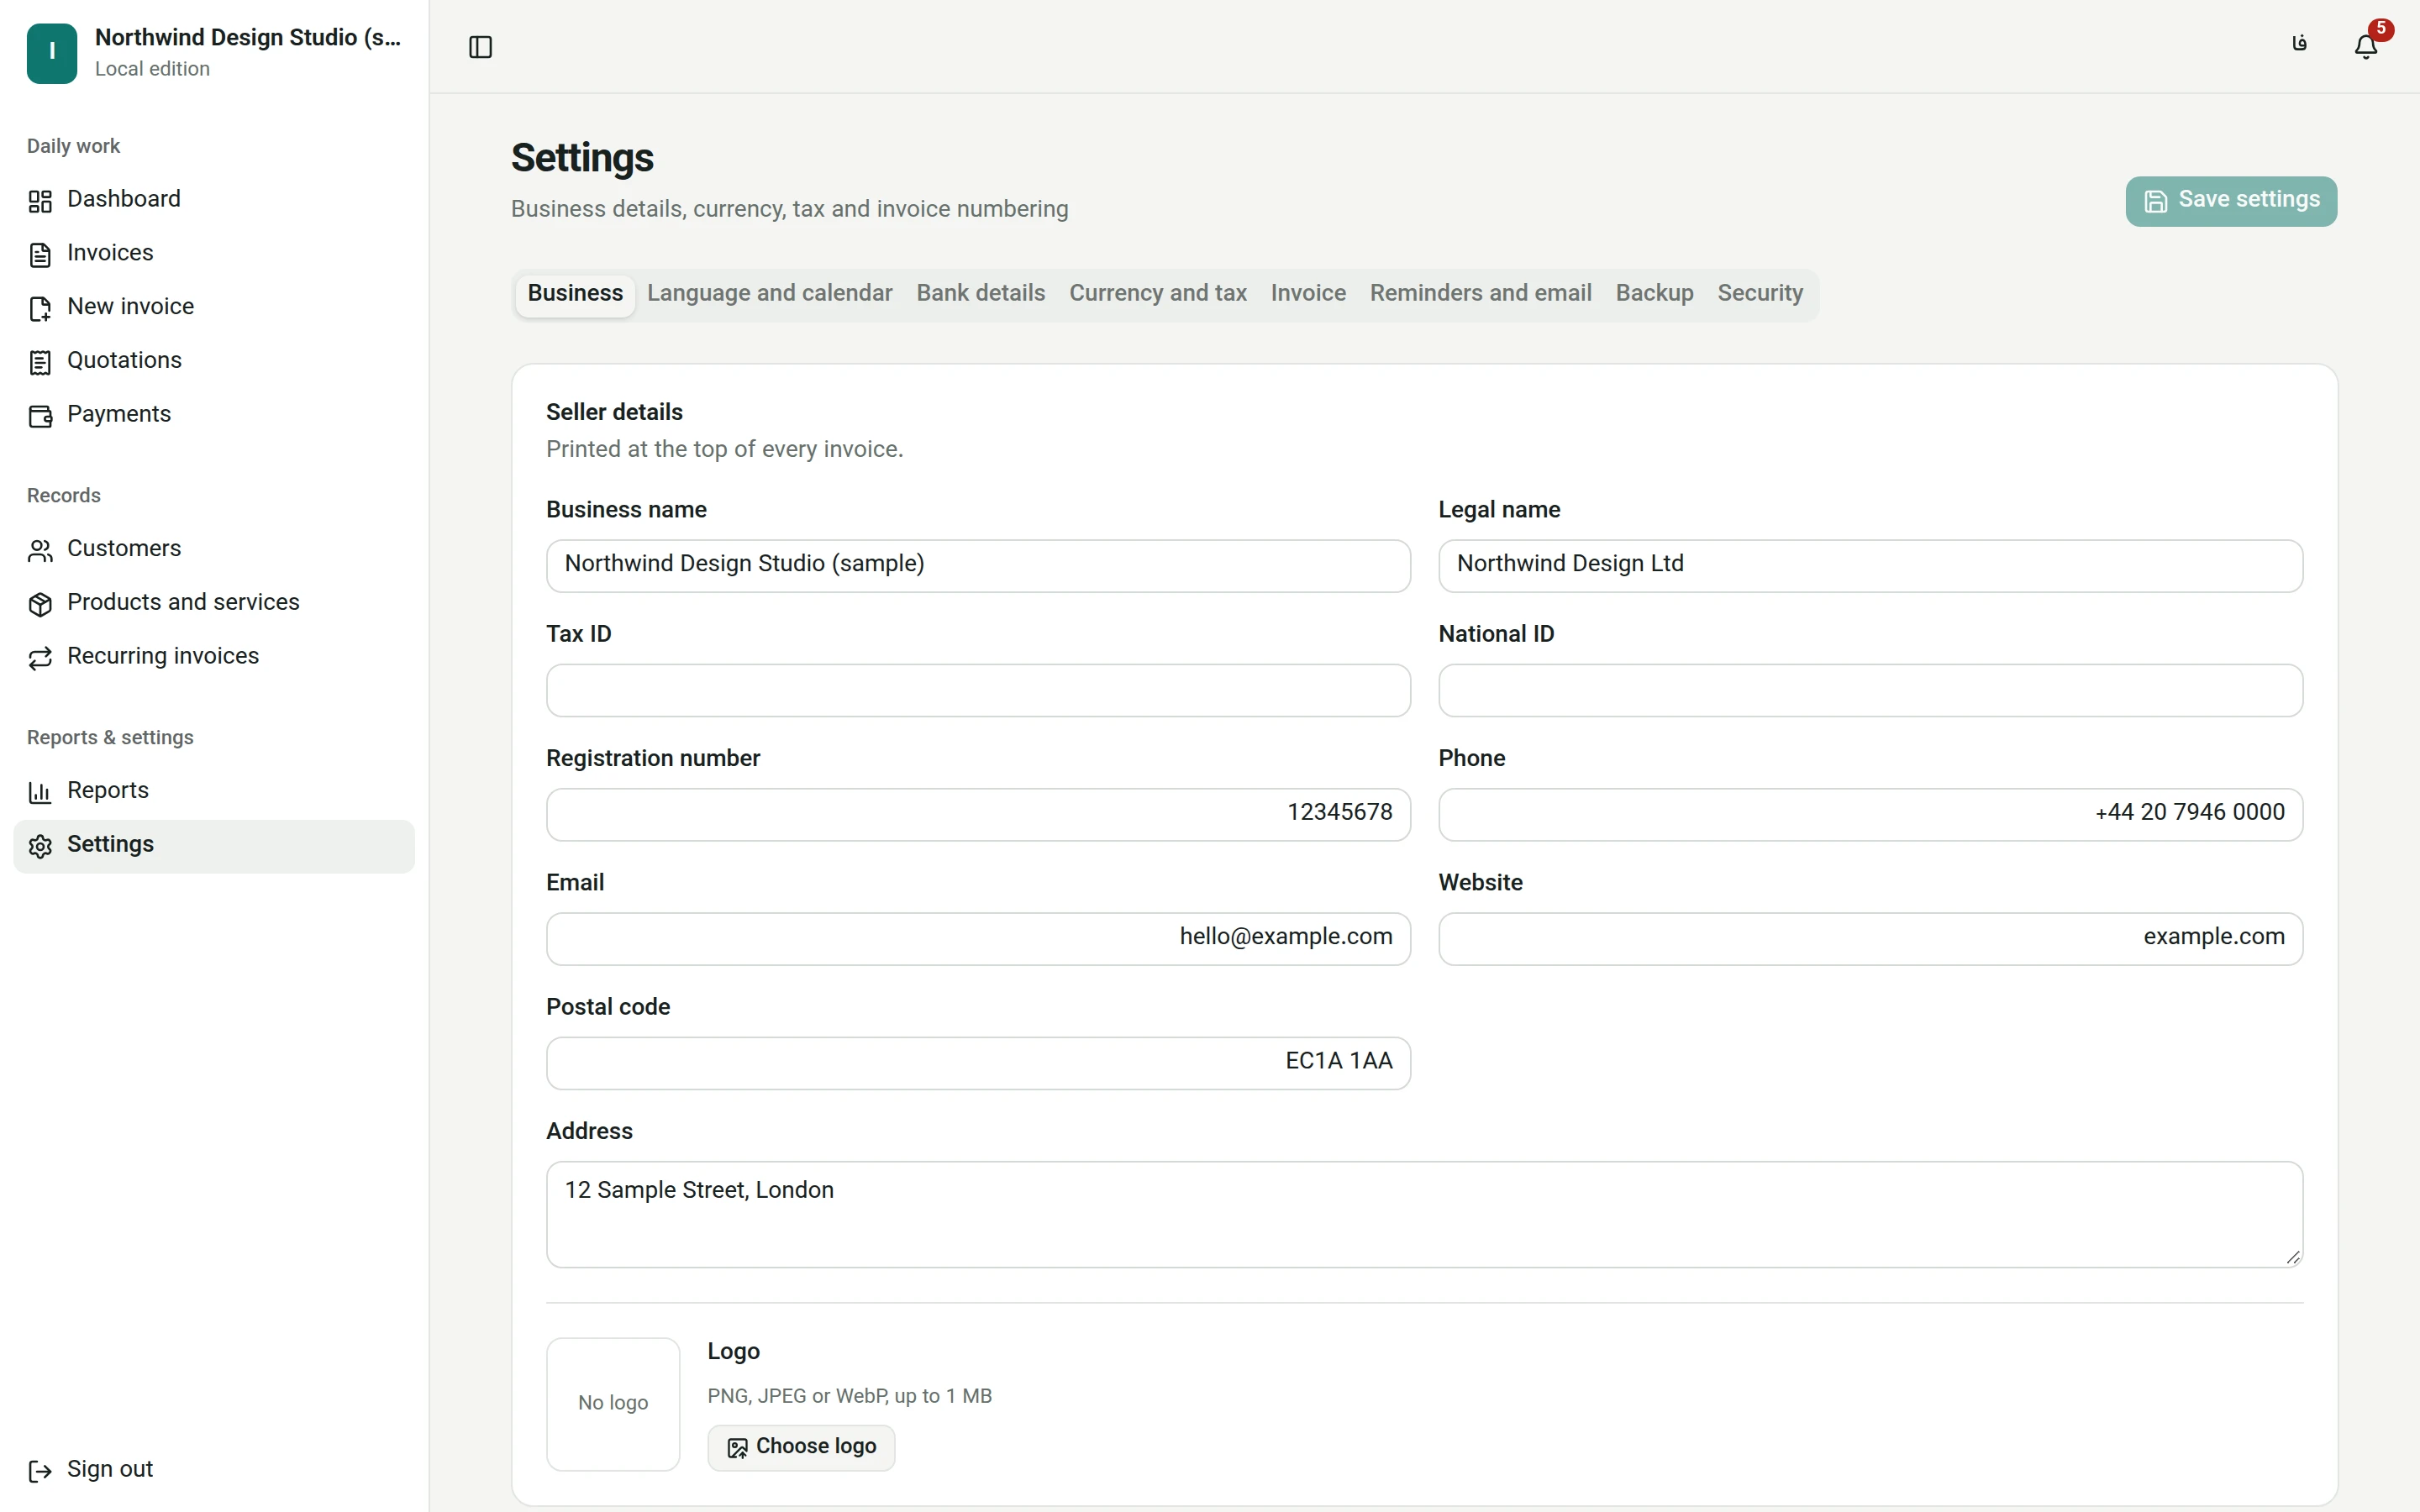 I
Northwind Design Studio (s...
Local edition
Daily work
Dashboard
Invoices
New invoice
Quotations
Payments
Records
Customers
Products and services
Recurring invoices
Reports & settings
Reports
Settings
Sign out
فا
5
Settings
Business details, currency, tax and invoice numbering
Save settings
Business Language and calendar Bank details Currency and tax Invoice Reminders and email Backup Security
Seller details
Printed at the top of every invoice.
Business name
Northwind Design Studio (sample)
Legal name
Northwind Design Ltd
Tax ID
National ID
Registration number
12345678
Phone
+44 20 7946 0000
Email
hello@example.com
Website
example.com
Postal code
EC1A 1AA
Address
12 Sample Street, London
No logo
Logo
PNG, JPEG or WebP, up to 1 MB
Choose logo